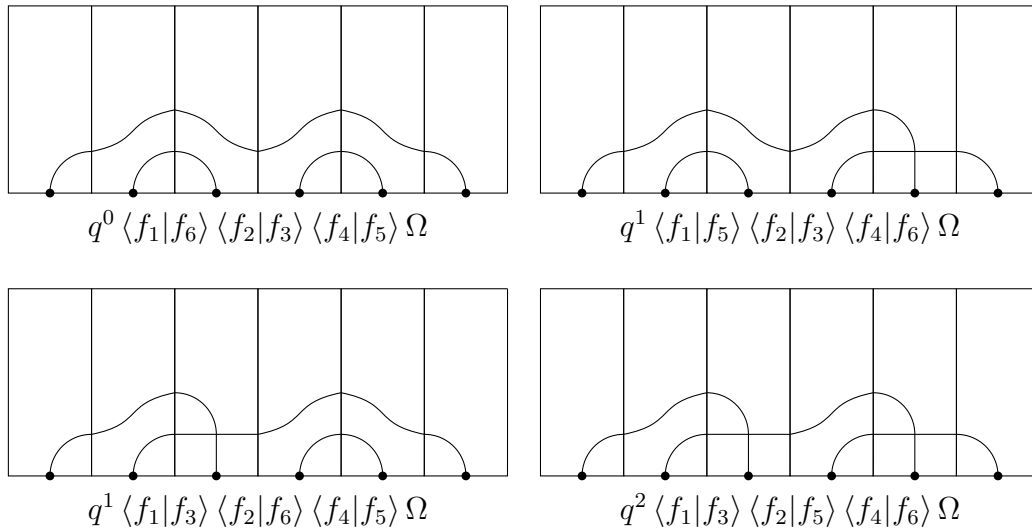 q^0 ⟨f_1|f_6⟩ ⟨f_2|f_3⟩ ⟨f_4|f_5⟩ Ω
q^1 ⟨f_1|f_5⟩ ⟨f_2|f_3⟩ ⟨f_4|f_6⟩ Ω
q^1 ⟨f_1|f_3⟩ ⟨f_2|f_6⟩ ⟨f_4|f_5⟩ Ω
q^2 ⟨f_1|f_3⟩ ⟨f_2|f_5⟩ ⟨f_4|f_6⟩ Ω